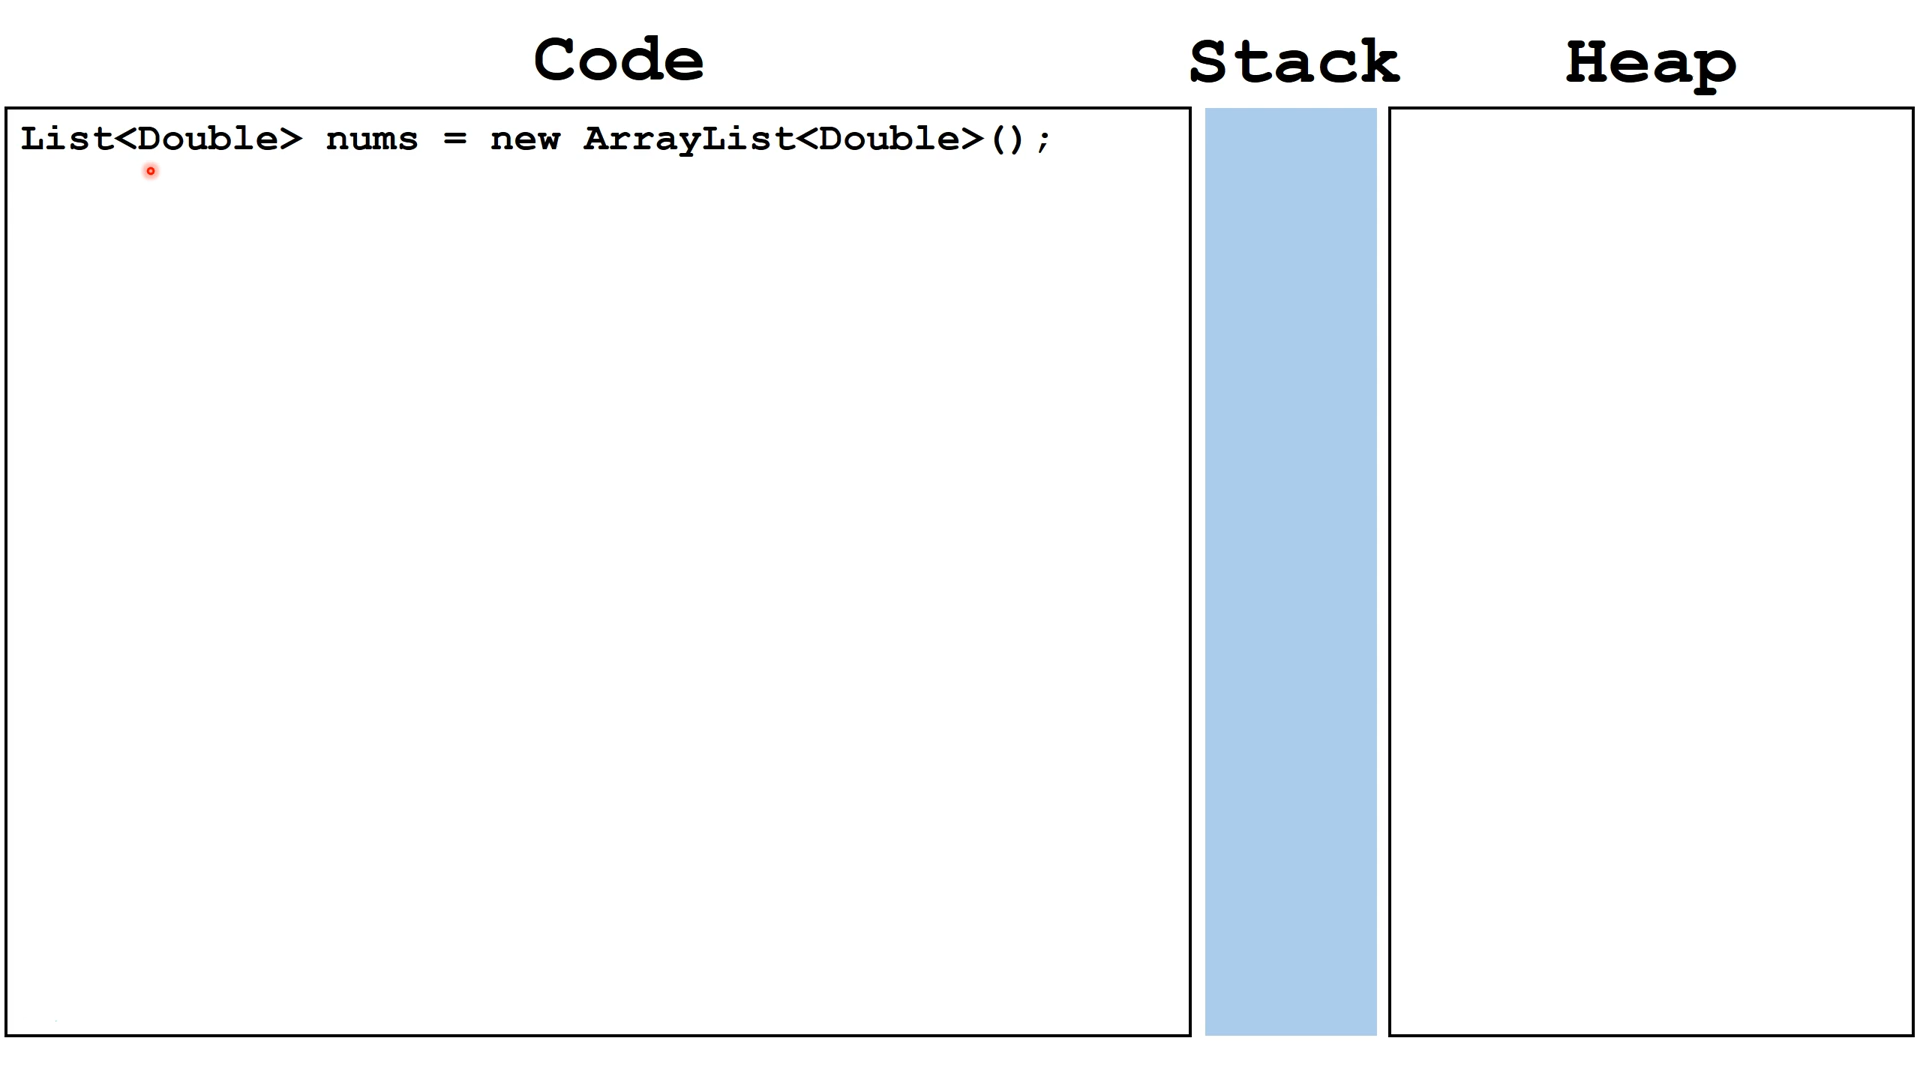 Code
Stack
Heap
List<Double> nums = new ArrayList<Double>();